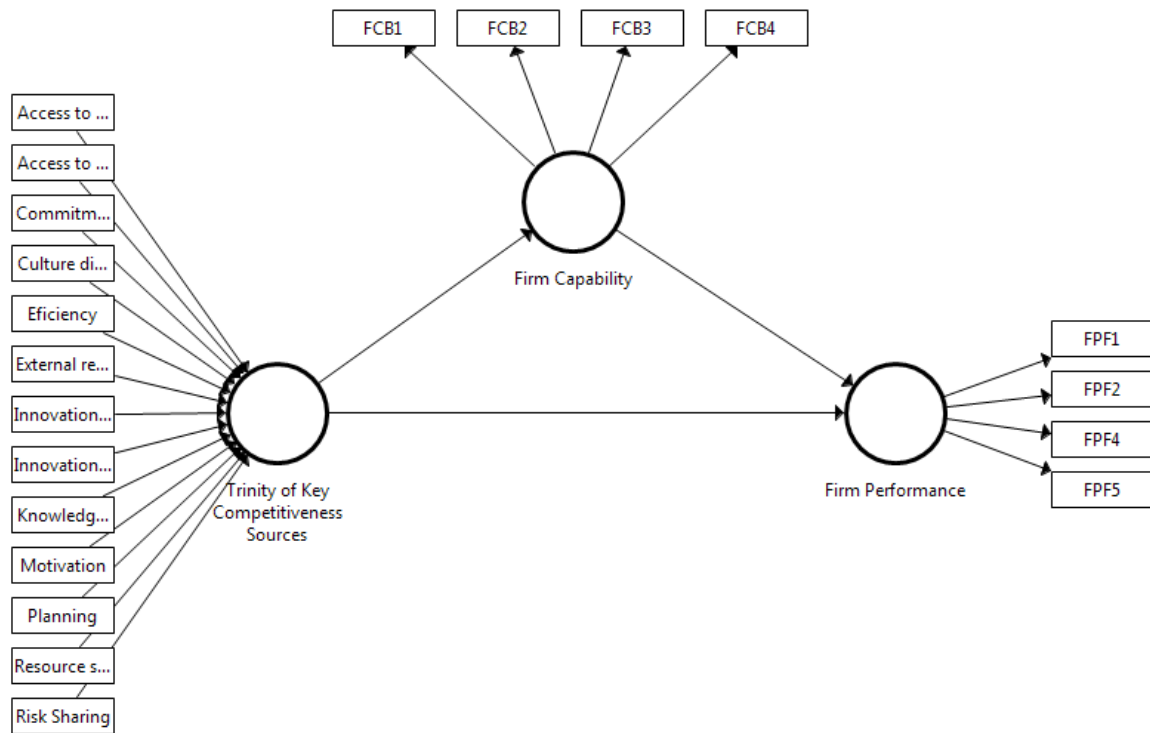 FCB1
FCB2
FCB3
FCB4
Access to ...
Access to ...
Commitm...
Culture di...
Eficiency
External re...
Innovation...
Innovation...
Knowledg...
Motivation
Planning
Resource s...
Risk Sharing
Firm Capability
Trinity of Key
Competitiveness
Sources
Firm Performance
FPF1
FPF2
FPF4
FPF5